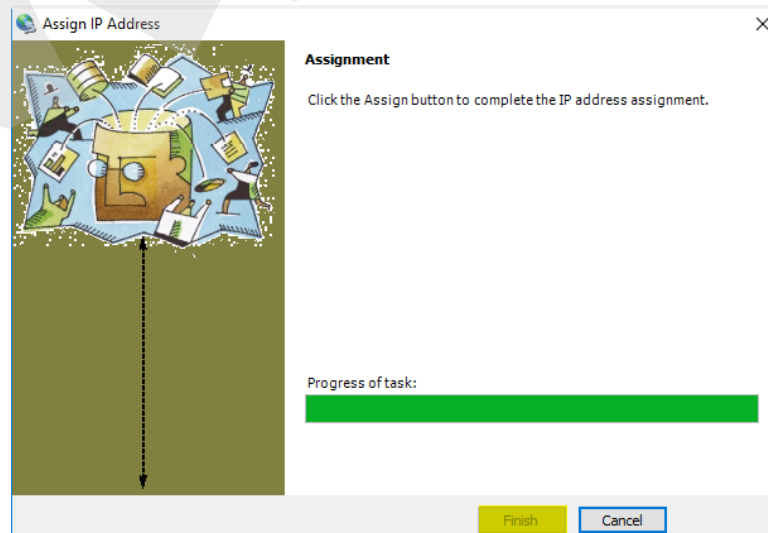 Assign IP Address
Assignment
Click the Assign button to complete the IP address assignment.
Progress of task:
Finish
Cancel